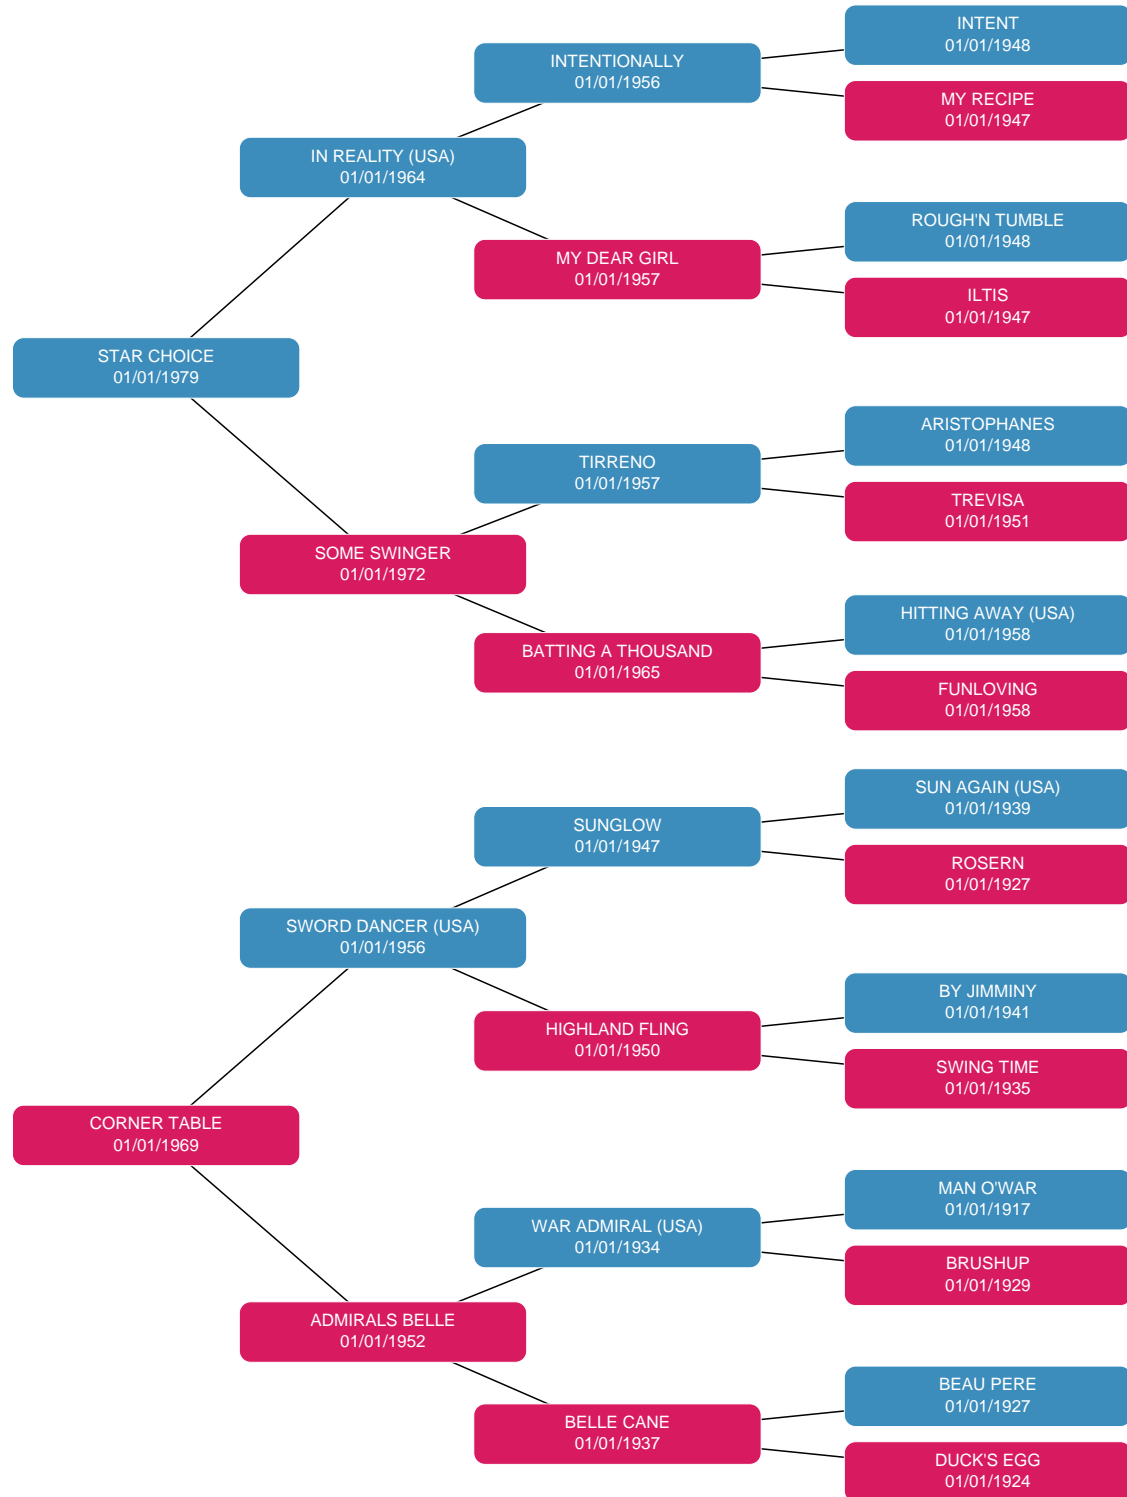 INTENT
01/01/1948
INTENTIONALLY
01/01/1956
MY RECIPE
01/01/1947
IN REALITY (USA)
01/01/1964
ROUGH'N TUMBLE
01/01/1948
MY DEAR GIRL
01/01/1957
ILTIS
01/01/1947
STAR CHOICE
01/01/1979
ARISTOPHANES
01/01/1948
TIRRENO
01/01/1957
TREVISA
01/01/1951
SOME SWINGER
01/01/1972
HITTING AWAY (USA)
01/01/1958
BATTING A THOUSAND
01/01/1965
FUNLOVING
01/01/1958
SUN AGAIN (USA)
01/01/1939
SUNGLOW
01/01/1947
ROSERN
01/01/1927
SWORD DANCER (USA)
01/01/1956
BY JIMMINY
01/01/1941
HIGHLAND FLING
01/01/1950
SWING TIME
01/01/1935
CORNER TABLE
01/01/1969
MAN O'WAR
01/01/1917
WAR ADMIRAL (USA)
01/01/1934
BRUSHUP
01/01/1929
ADMIRALS BELLE
01/01/1952
BEAU PERE
01/01/1927
BELLE CANE
01/01/1937
DUCK'S EGG
01/01/1924